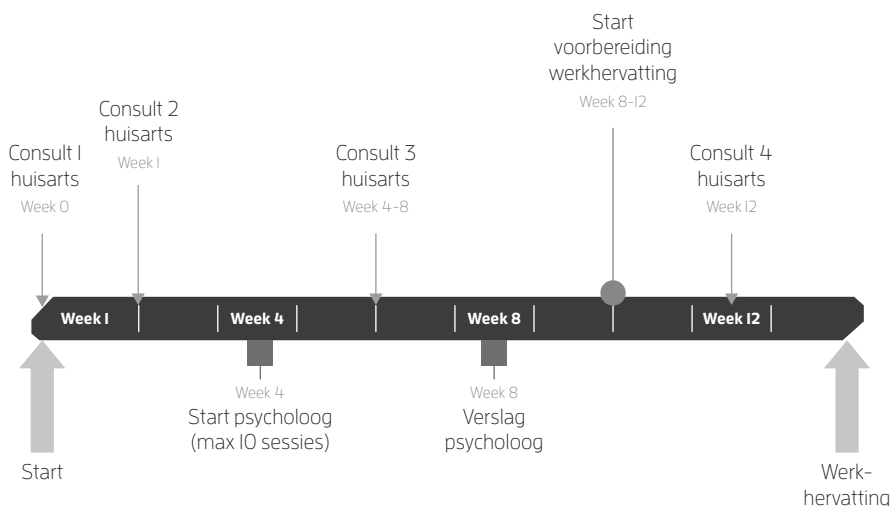 Start
voorbereiding
werkhervatting
Week 8-12
Consult 2
huisarts
Week 1
Consult 1
huisarts
Week 0
Consult 3
huisarts
Week 4-8
Consult 4
huisarts
Week 12
Week 1
Week 4
Week 8
Week 12
Week 4
Start psycholoog
(max 10 sessies)
Week 8
Verslag
psycholoog
Start
Werk-
hervatting